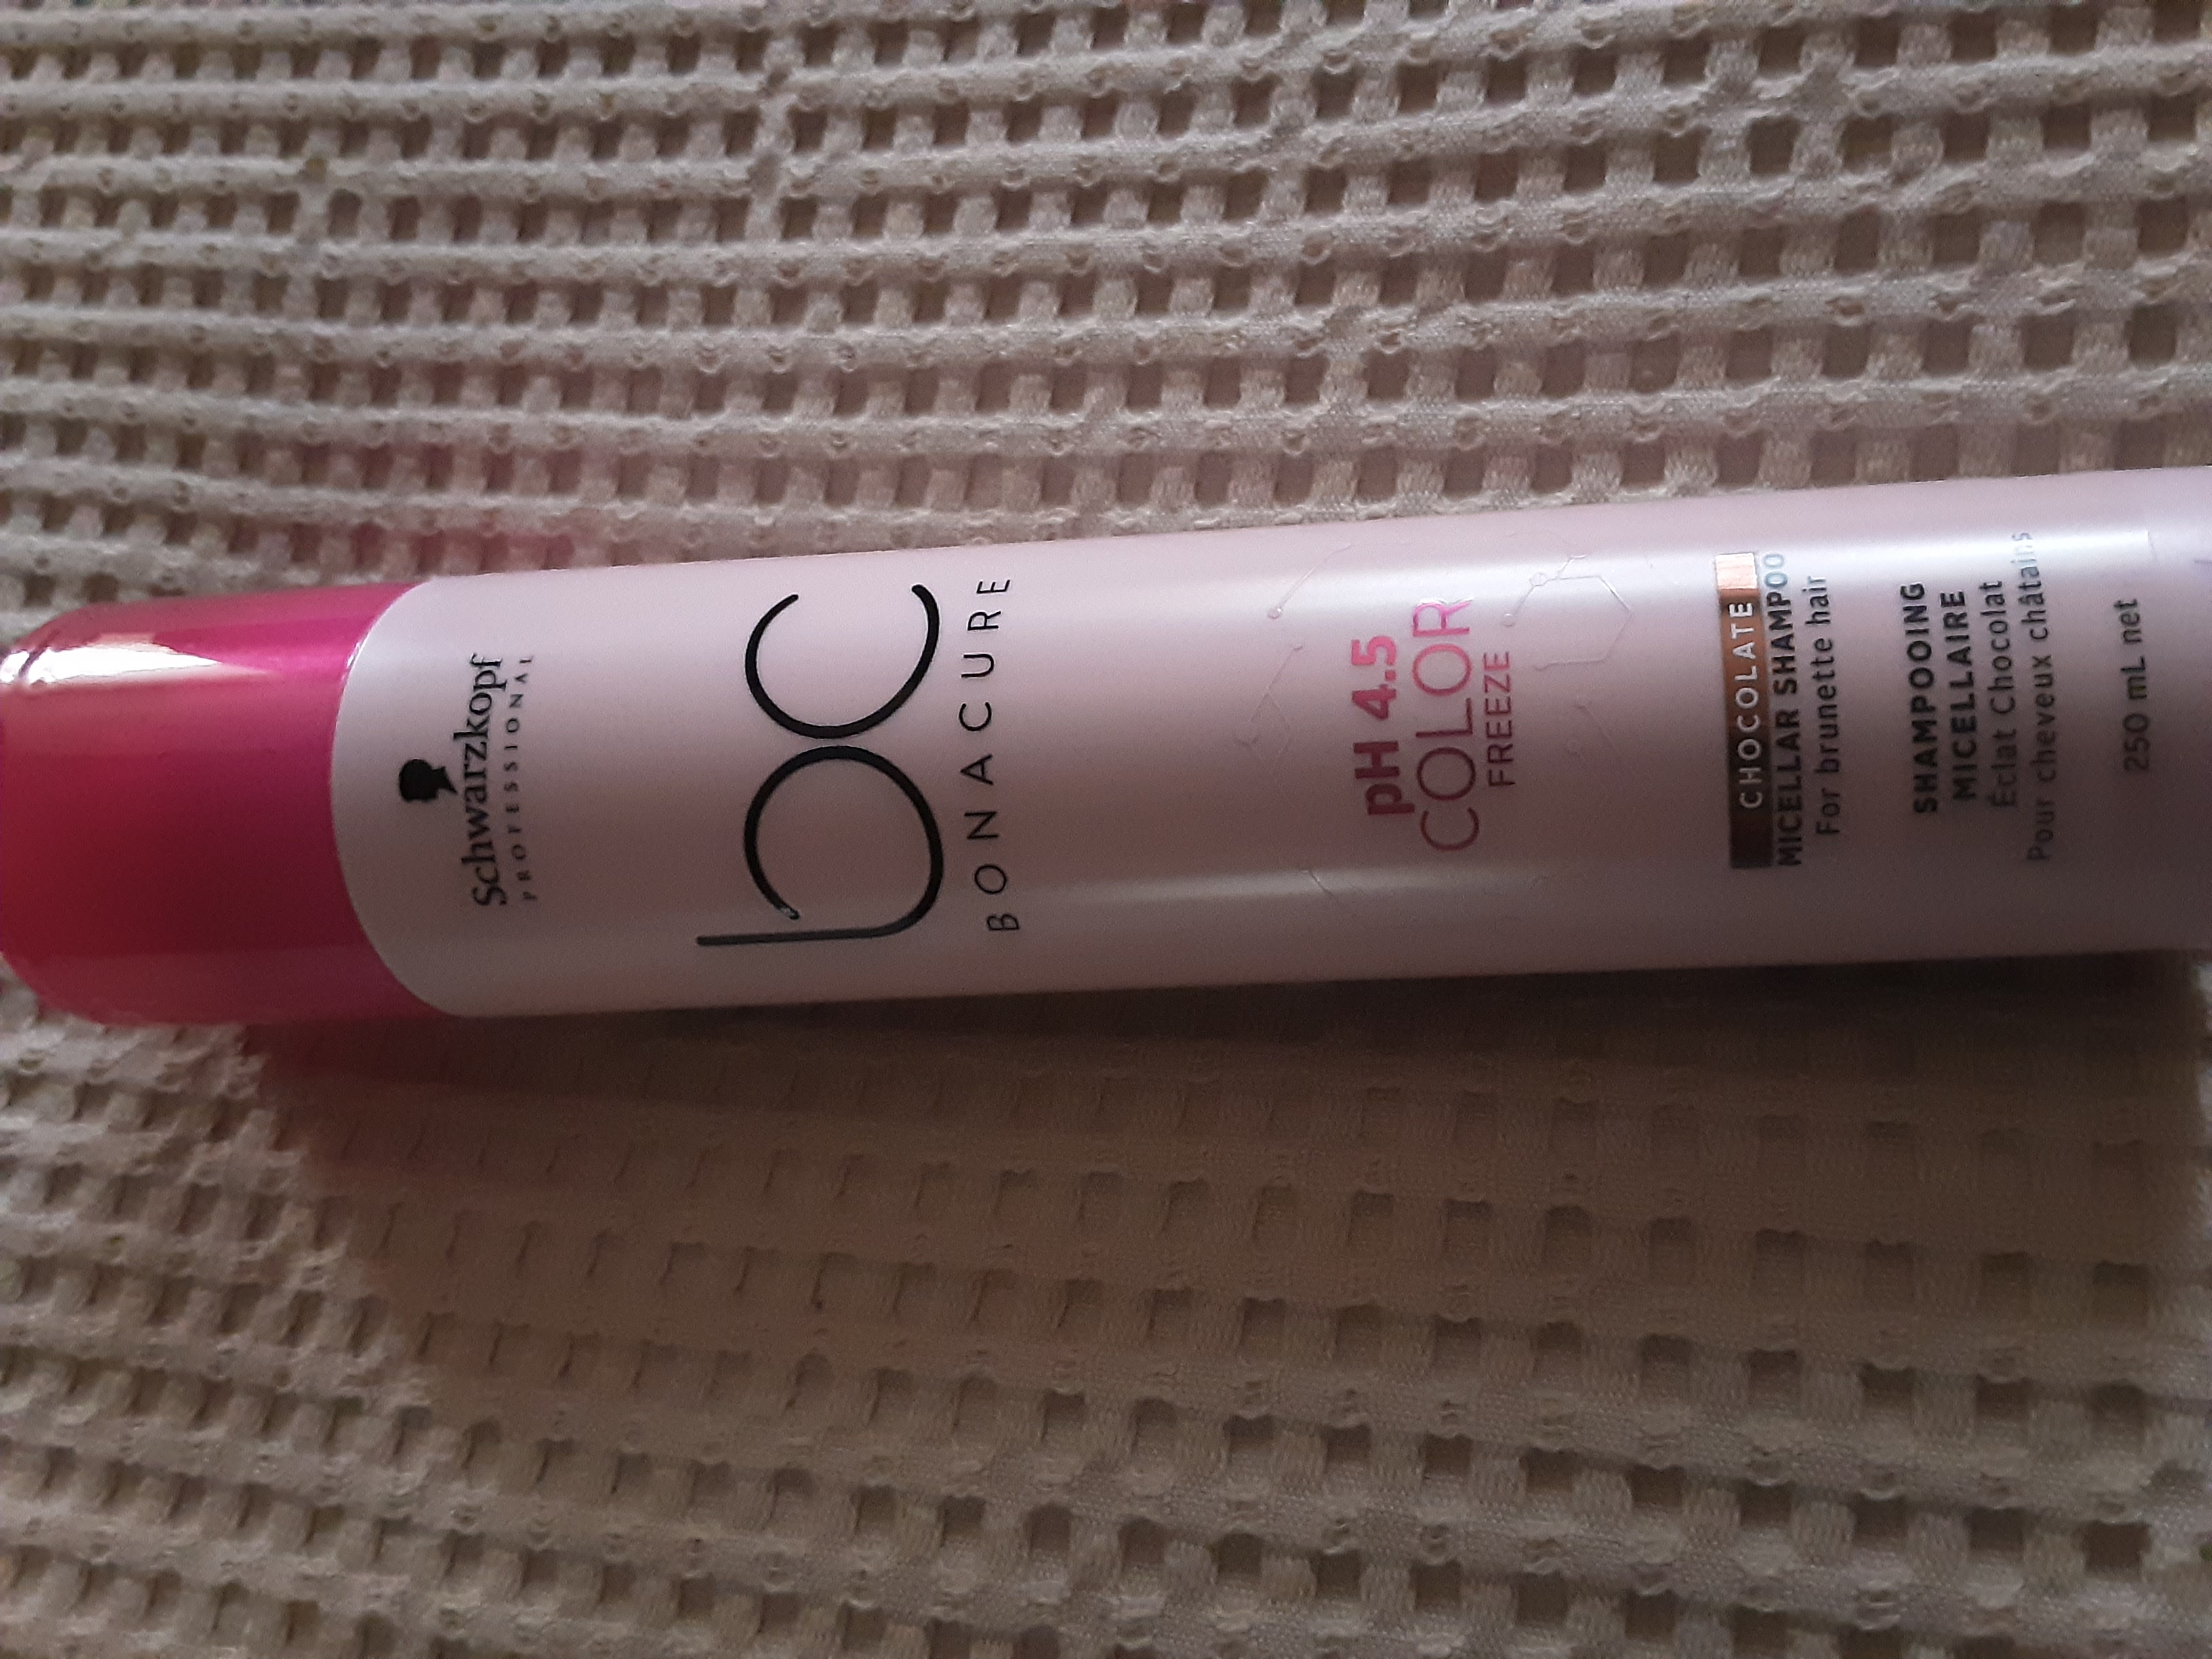 Schwarzkopf
PROFESSIONAL
bc
BONACURE
pH 4.5
COLOR
FREEZE
CHOCOLATE
MICELLAR SHAMPOO
For brunette hair
SHAMPOOING
MICELLAIRE
Éclat Chocolat
Pour cheveux châtains
250 mL net